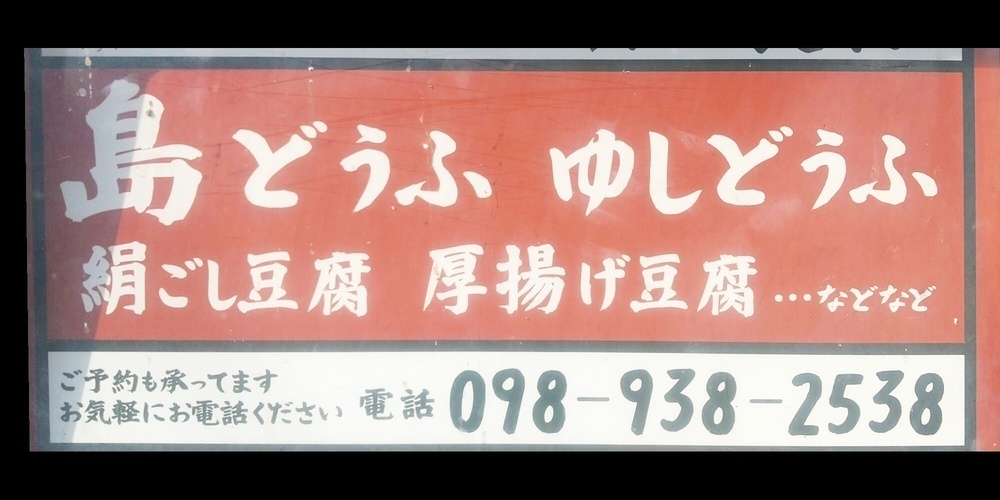 島どうふ ゆしどうふ
絹ごし豆腐 厚揚げ豆腐 …などなど
ご予約も承ってます
お気軽にお電話ください
電話 098-938-2538